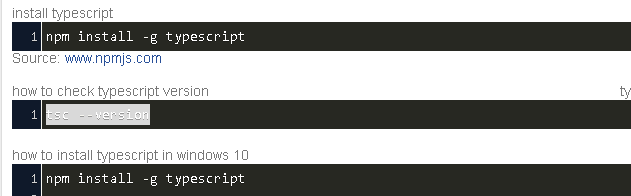 install typescript
1 npm install -g typescript
Source: www.npmjs.com
how to check typescript version ty
1 tsc --version
how to install typescript in windows 10
1 npm install -g typescript